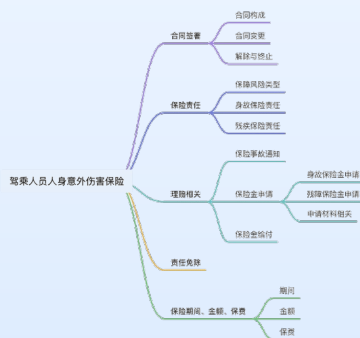 合同构成
合同签署
合同变更
解除与终止
保障风险类型
保险责任
身故保险责任
残疾保险责任
驾乘人员人身意外伤害保险
保险事故通知
身故保险金申请
理赔相关
保险金申请
残障保险金申请
申请材料相关
保险金给付
责任免除
期间
保险期间、金额、保费
金额
保费